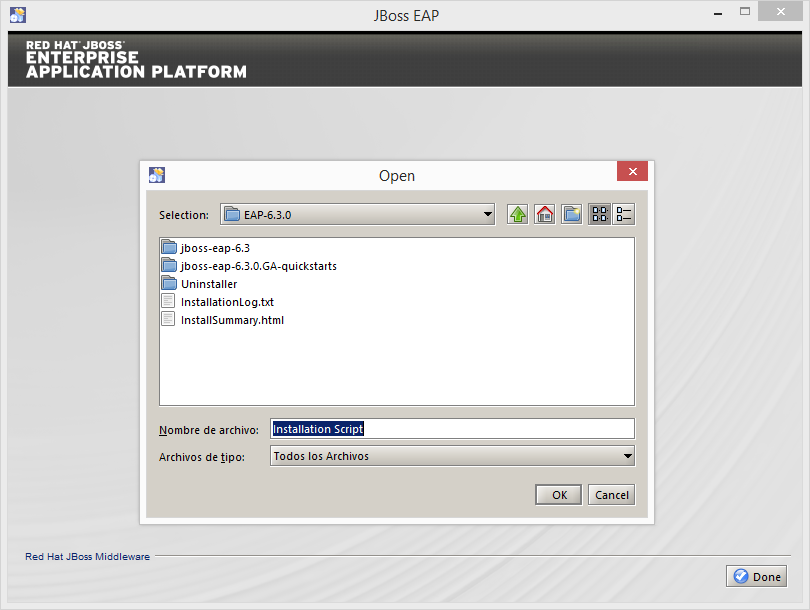 JBoss EAP
RED HAT® JBOSS®
ENTERPRISE
APPLICATION PLATFORM
Open
Selection:
EAP-6.3.0
jboss-eap-6.3
jboss-eap-6.3.0.GA-quickstarts
Uninstaller
InstallationLog.txt
InstallSummary.html
Nombre de archivo:
Installation Script
Archivos de tipo:
Todos los Archivos
OK
Cancel
Red Hat JBoss Middleware
Done